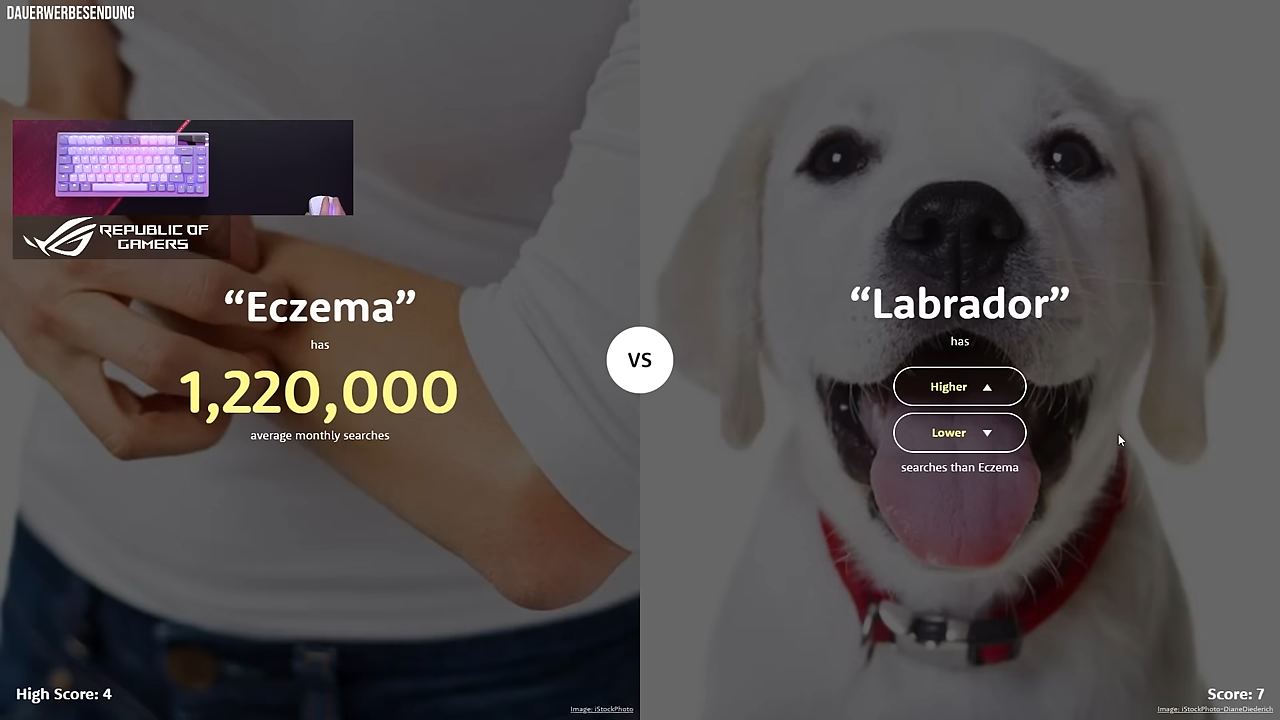 DAUERWERBESENDUNG
REPUBLIC OF
GAMERS
“Eczema”
has
1,220,000
average monthly searches
VS
“Labrador”
has
Higher ▲
Lower ▼
searches than Eczema
High Score: 4
Image: iStockPhoto
Score: 7
Image: iStockPhoto-DianeDiederich